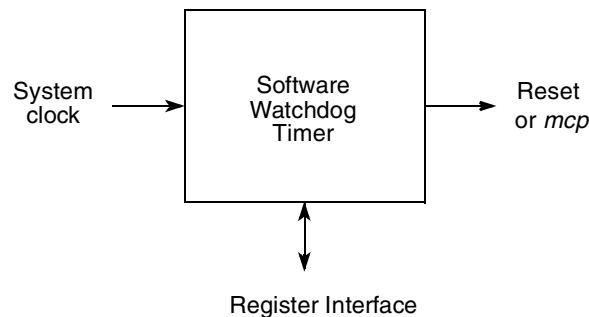 System
clock
Software
Watchdog
Timer
Reset
or mcp
Register Interface